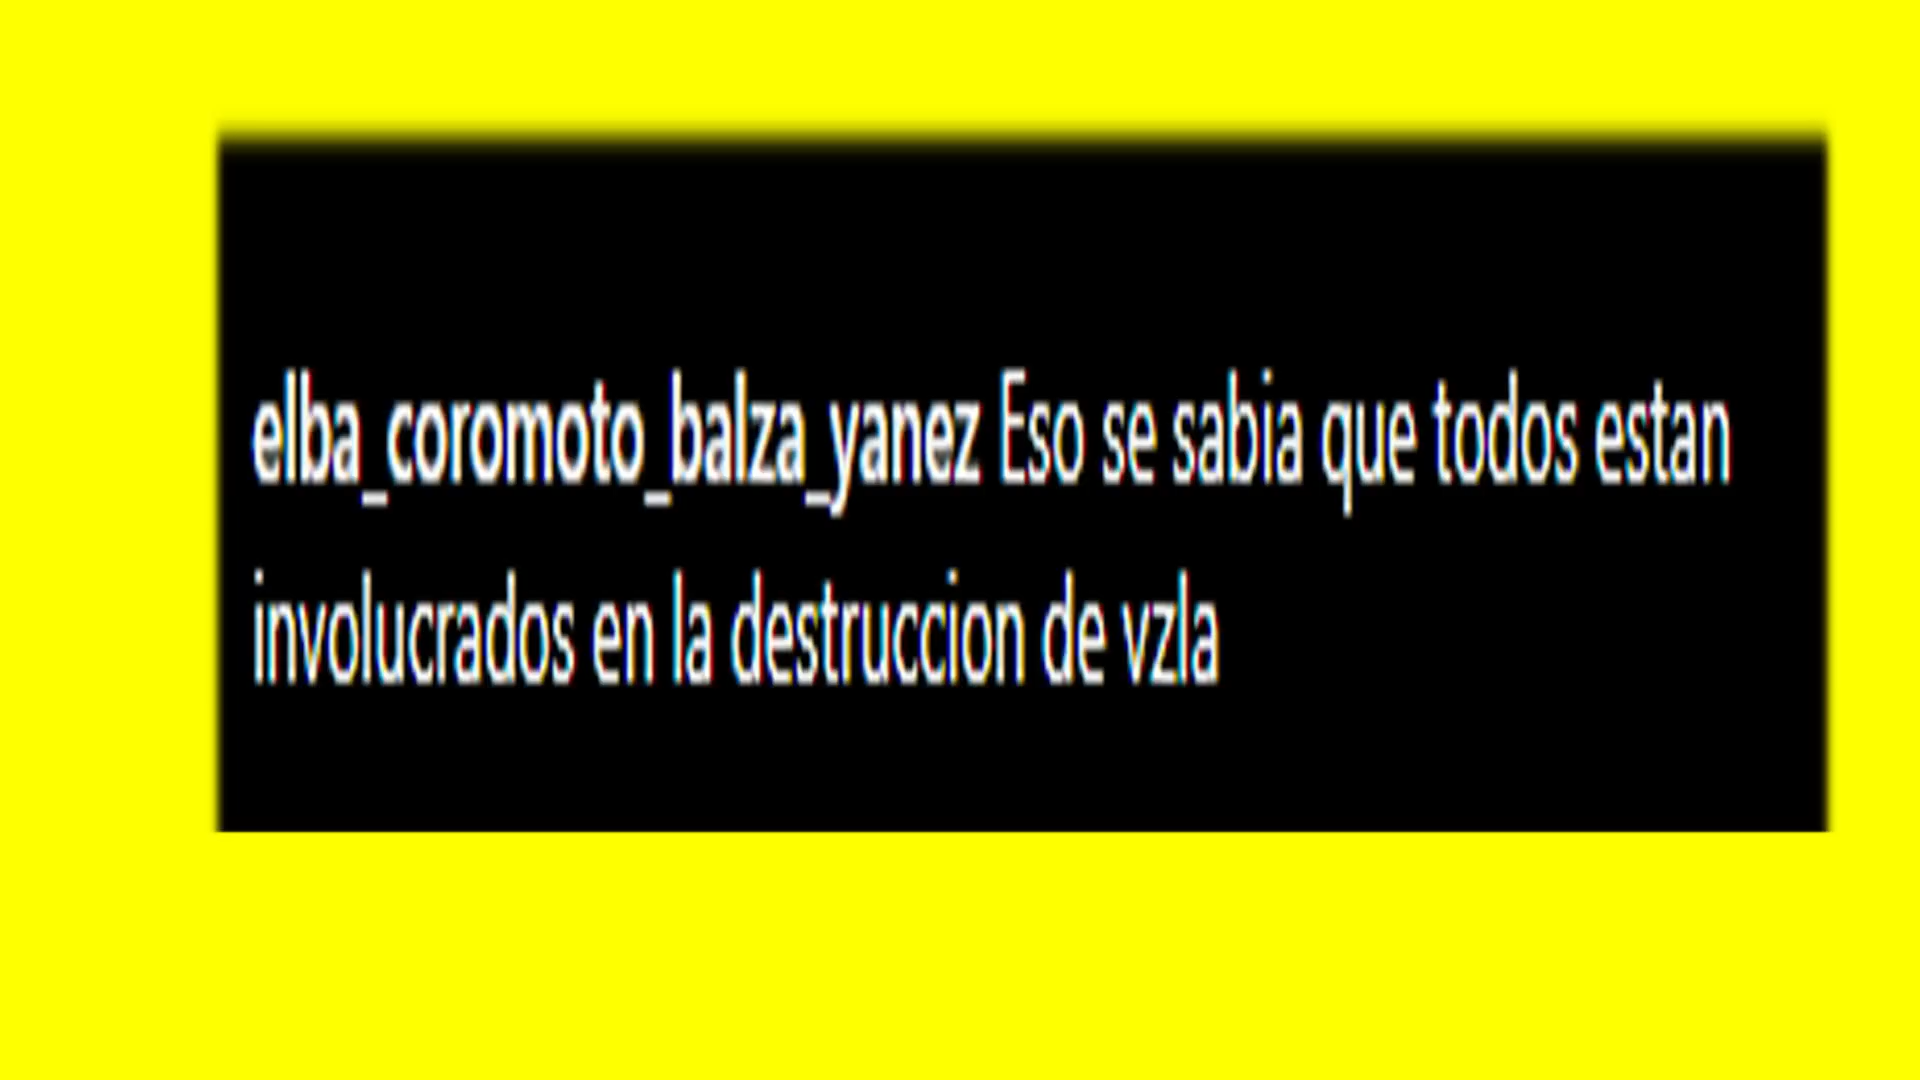 elba_coromoto_balza_yanez Eso se sabia que todos estan
involucrados en la destruccion de vzla